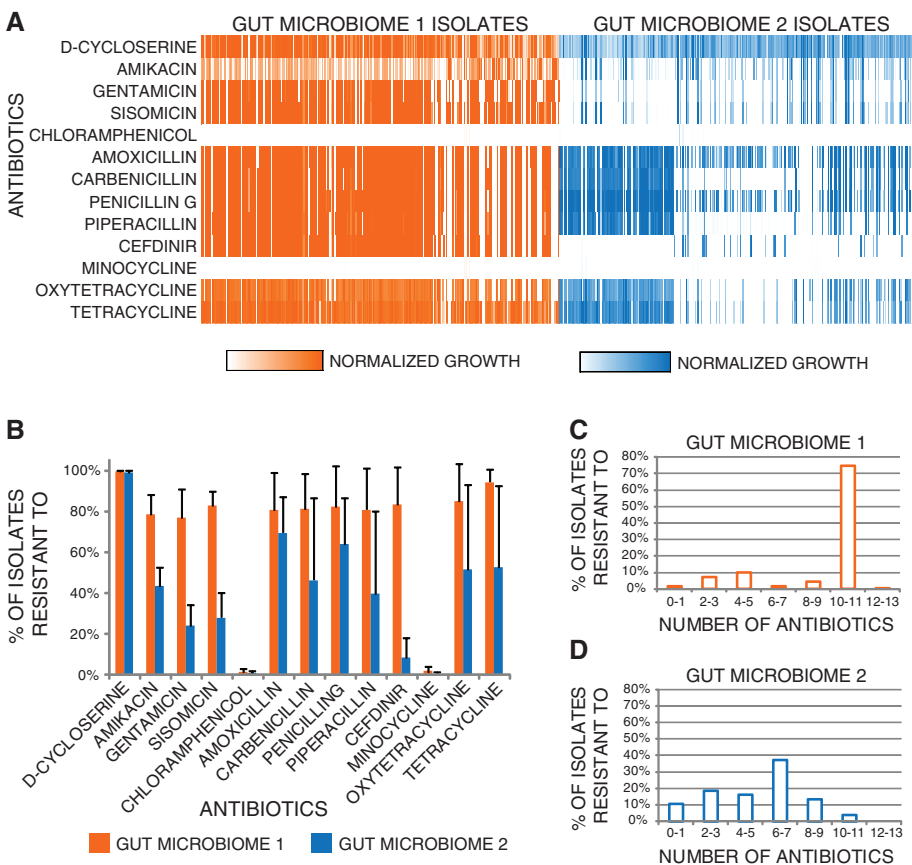 A
GUT MICROBIOME 1 ISOLATES
GUT MICROBIOME 2 ISOLATES
ANTIBIOTICS
D-CYCLOSERINE
AMIKACIN
GENTAMICIN
SISOMICIN
CHLORAMPHENICOL
AMOXICILLIN
CARBENICILLIN
PENICILLIN G
PIPERACILLIN
CEFDINIR
MINOCYCLINE
OXYTETRACYCLINE
TETRACYCLINE
NORMALIZED GROWTH
NORMALIZED GROWTH
B
% OF ISOLATES
RESISTANT TO
100%
80%
60%
40%
20%
0%
D-CYCLOSERINE
AMIKACIN
GENTAMICIN
SISOMICIN
CHLORAMPHENICOL
AMOXICILLIN
CARBENICILLIN
PENICILLING
PIPERACILLIN
CEFDINIR
MINOCYCLINE
OXYTETRACYCLINE
TETRACYCLINE
ANTIBIOTICS
GUT MICROBIOME 1
GUT MICROBIOME 2
C
GUT MICROBIOME 1
% OF ISOLATES
RESISTANT TO
80%
70%
60%
50%
40%
30%
20%
10%
0%
0-1 2-3 4-5 6-7 8-9 10-11 12-13
NUMBER OF ANTIBIOTICS
D
GUT MICROBIOME 2
% OF ISOLATES
RESISTANT TO
80%
70%
60%
50%
40%
30%
20%
10%
0%
0-1 2-3 4-5 6-7 8-9 10-11 12-13
NUMBER OF ANTIBIOTICS